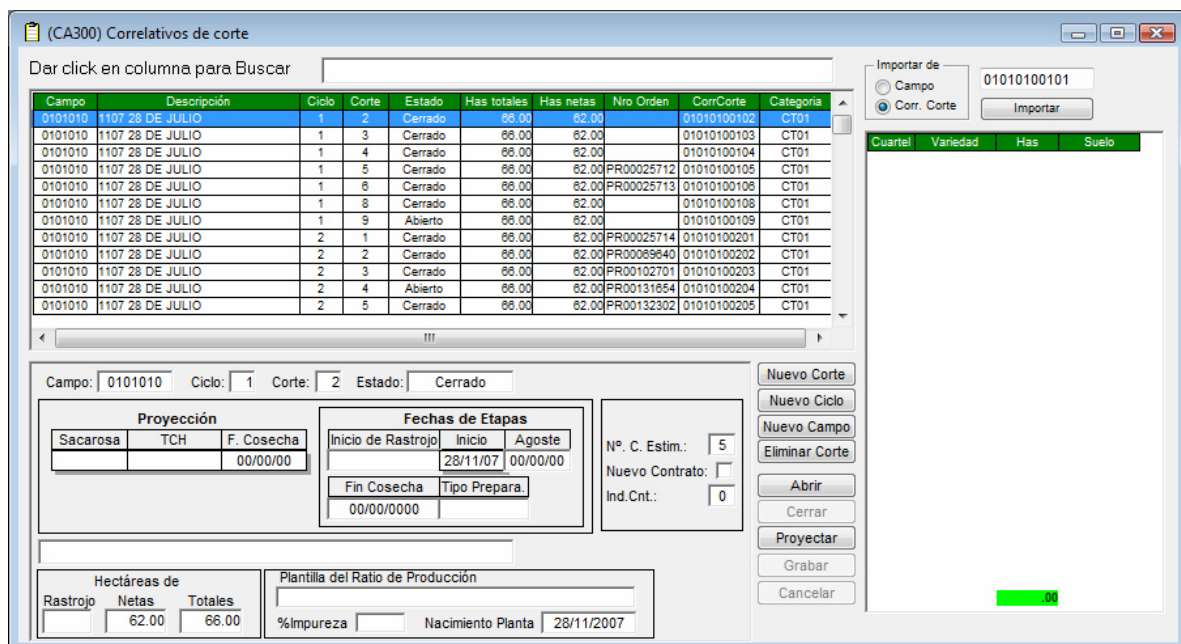 (CA300) Correlativos de corte
Dar click en columna para Buscar
Importar de
Campo
Corr. Corte
01010100101
Importar
Campo Descripción Ciclo Corte Estado Has totales Has netas Nro Orden CorrCorte Categoria
0101010 1107 28 DE JULIO 1 2 Cerrado 66.00 62.00 01010100102 CT01
0101010 1107 28 DE JULIO 1 3 Cerrado 66.00 62.00 01010100103 CT01
0101010 1107 28 DE JULIO 1 4 Cerrado 66.00 62.00 01010100104 CT01
0101010 1107 28 DE JULIO 1 5 Cerrado 66.00 62.00 PR00025712 01010100105 CT01
0101010 1107 28 DE JULIO 1 6 Cerrado 66.00 62.00 PR00025713 01010100106 CT01
0101010 1107 28 DE JULIO 1 8 Cerrado 66.00 62.00 01010100108 CT01
0101010 1107 28 DE JULIO 1 9 Abierto 66.00 62.00 01010100109 CT01
0101010 1107 28 DE JULIO 2 1 Cerrado 66.00 62.00 PR00025714 01010100201 CT01
0101010 1107 28 DE JULIO 2 2 Cerrado 66.00 62.00 PR00069640 01010100202 CT01
0101010 1107 28 DE JULIO 2 3 Cerrado 66.00 62.00 PR00102701 01010100203 CT01
0101010 1107 28 DE JULIO 2 4 Abierto 66.00 62.00 PR00131654 01010100204 CT01
0101010 1107 28 DE JULIO 2 5 Cerrado 66.00 62.00 PR00132302 01010100205 CT01
Cuartel Variedad Has Suelo
.00
Campo: 0101010 Ciclo: 1 Corte: 2 Estado: Cerrado
Proyección
Sacarosa TCH F. Cosecha
00/00/00
Fechas de Etapas
Inicio de Rastrojo Inicio Agoste
28/11/07 00/00/00
Fin Cosecha Tipo Prepara.
00/00/0000
Nº. C. Estim.: 5
Nuevo Contrato:
Ind.Cnt.: 0
Nuevo Corte
Nuevo Ciclo
Nuevo Campo
Eliminar Corte
Abrir
Cerrar
Proyectar
Grabar
Cancelar
Hectáreas de
Rastrojo Netas Totales
62.00 66.00
Plantilla del Ratio de Producción
%Impureza Nacimiento Planta 28/11/2007